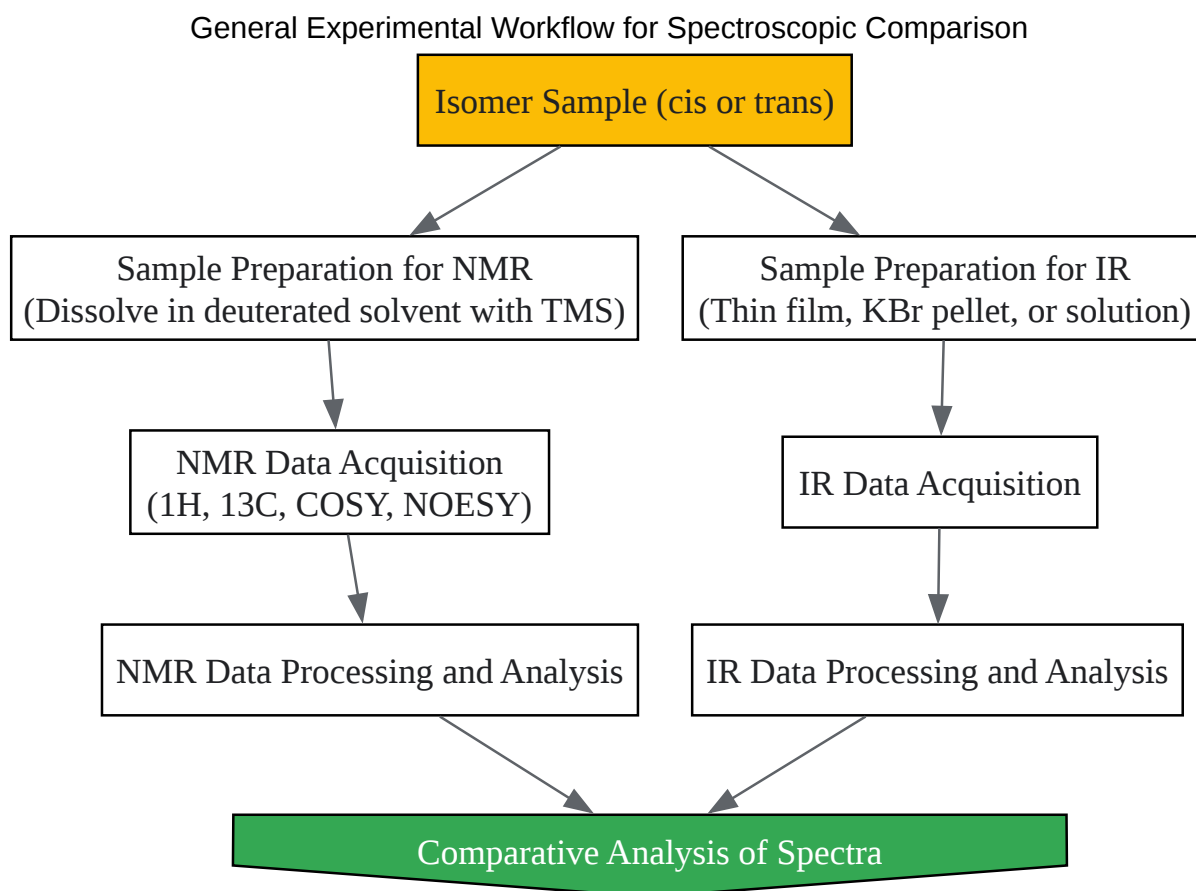 General Experimental Workflow for Spectroscopic Comparison
Isomer Sample (cis or trans)
Sample Preparation for NMR
(Dissolve in deuterated solvent with TMS)
Sample Preparation for IR
(Thin film, KBr pellet, or solution)
NMR Data Acquisition
(1H, 13C, COSY, NOESY)
IR Data Acquisition
NMR Data Processing and Analysis
IR Data Processing and Analysis
Comparative Analysis of Spectra